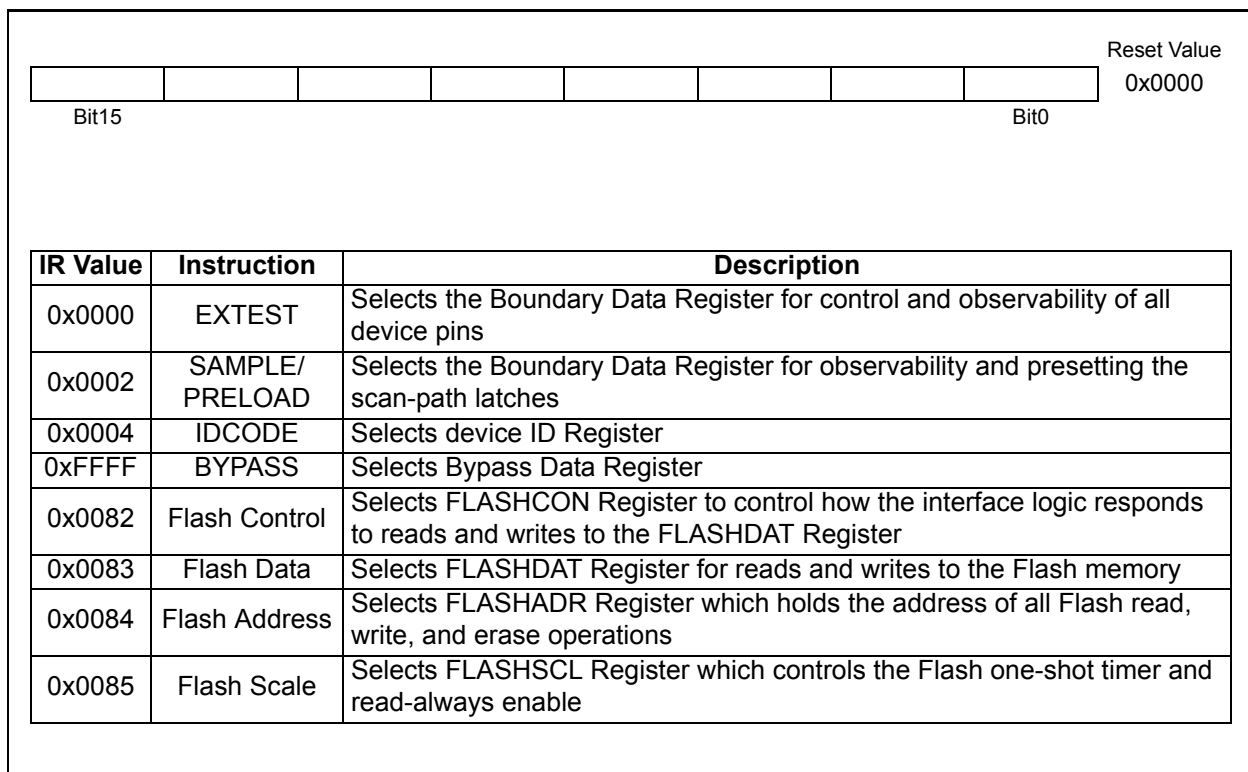 Reset Value
0x0000
Bit15 Bit0
IR Value Instruction Description
0x0000 EXTEST Selects the Boundary Data Register for control and observability of all
device pins
0x0002 SAMPLE/
PRELOAD Selects the Boundary Data Register for observability and presetting the
scan-path latches
0x0004 IDCODE Selects device ID Register
0xFFFF BYPASS Selects Bypass Data Register
0x0082 Flash Control Selects FLASHCON Register to control how the interface logic responds
to reads and writes to the FLASHDAT Register
0x0083 Flash Data Selects FLASHDAT Register for reads and writes to the Flash memory
0x0084 Flash Address Selects FLASHADR Register which holds the address of all Flash read,
write, and erase operations
0x0085 Flash Scale Selects FLASHSCL Register which controls the Flash one-shot timer and
read-always enable